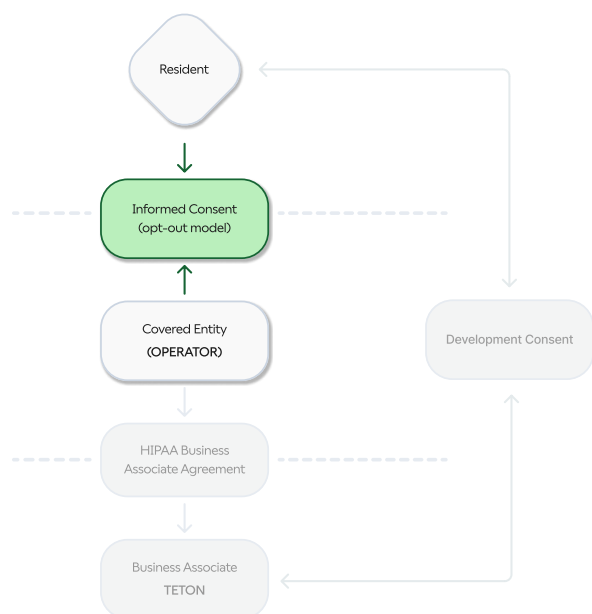 Resident
Informed Consent
(opt-out model)
Covered Entity
(OPERATOR)
Development Consent
HIPAA Business
Associate Agreement
Business Associate
TETON